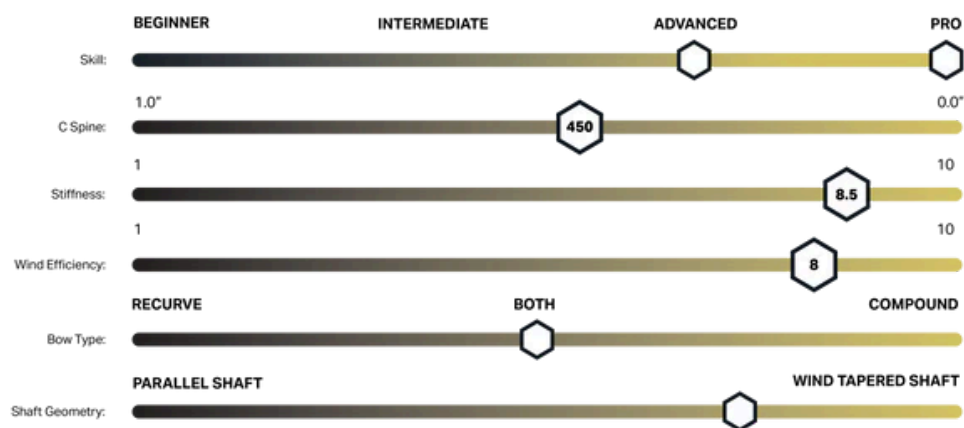 BEGINNER INTERMEDIATE ADVANCED PRO
Skill:
1.0" 0.0"
C Spine: 450
1 10
Stiffness: 8.5
1 10
Wind Efficiency: 8
RECURVE BOTH COMPOUND
Bow Type:
PARALLEL SHAFT WIND TAPERED SHAFT
Shaft Geometry: